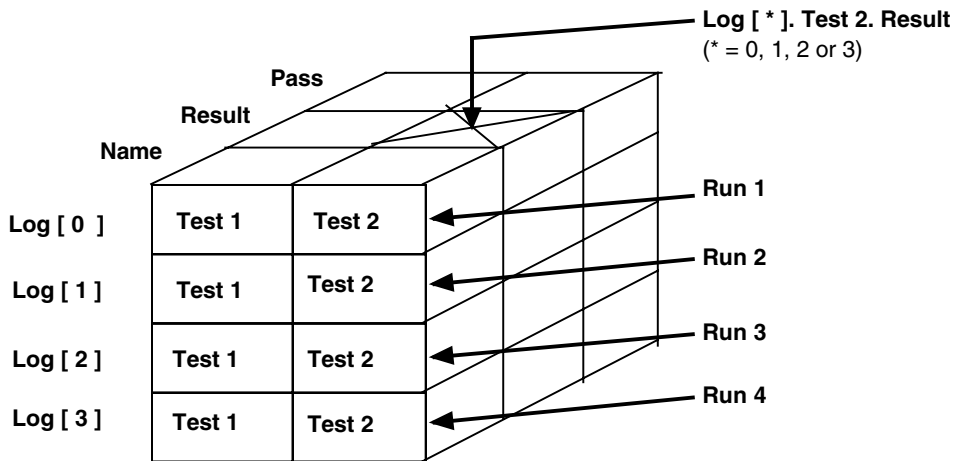 Log [ * ]. Test 2. Result
(* = 0, 1, 2 or 3)
Pass
Result
Name
Log [ 0 ] Test 1 Test 2 Run 1
Log [ 1 ] Test 1 Test 2 Run 2
Log [ 2 ] Test 1 Test 2 Run 3
Log [ 3 ] Test 1 Test 2 Run 4